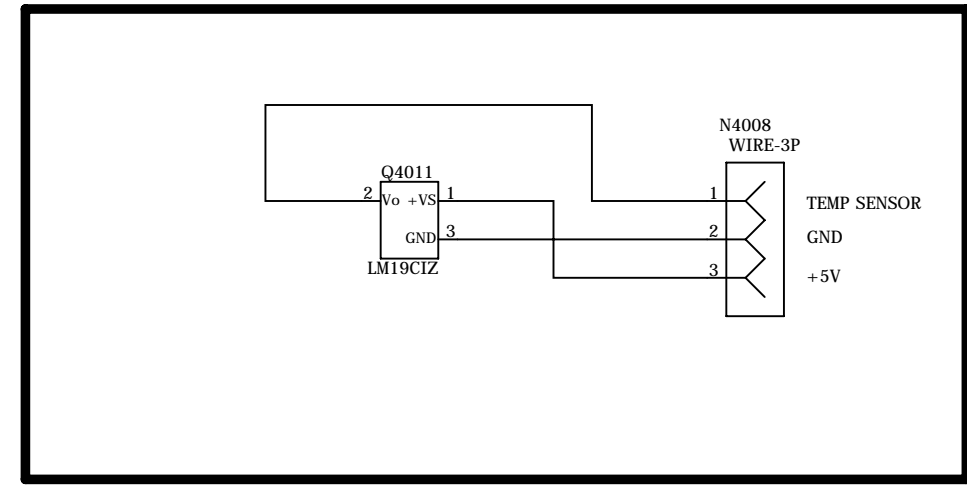 N4008
WIRE-3P
Q4011
2 Vo +VS 1
GND 3
LM19CIZ
1 TEMP SENSOR
2 GND
3 +5V